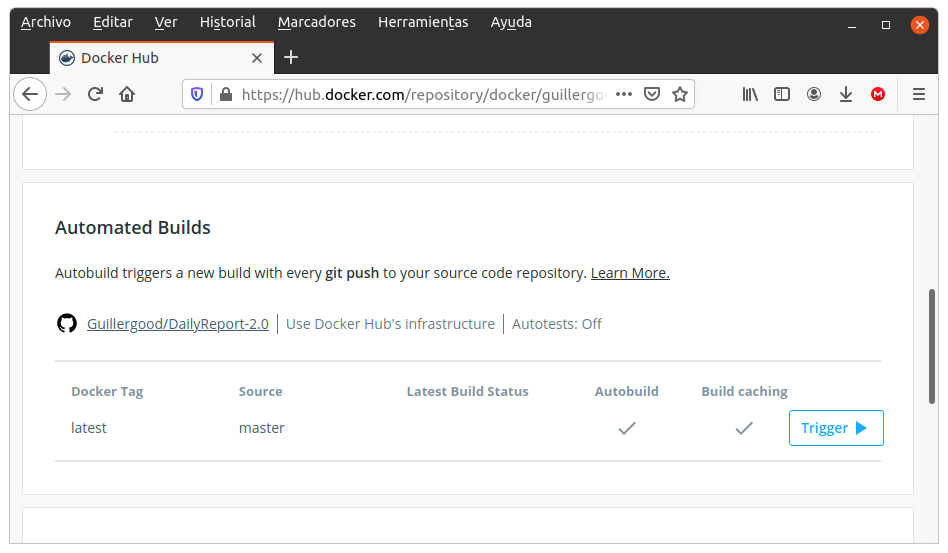 Archivo Editar Ver Historial Marcadores Herramientas Ayuda
Docker Hub
https://hub.docker.com/repository/docker/guillergo
Automated Builds
Autobuild triggers a new build with every git push to your source code repository. Learn More.
Guillergood/DailyReport-2.0 | Use Docker Hub's infrastructure | Autotests: Off
Docker Tag Source Latest Build Status Autobuild Build caching
latest master Trigger